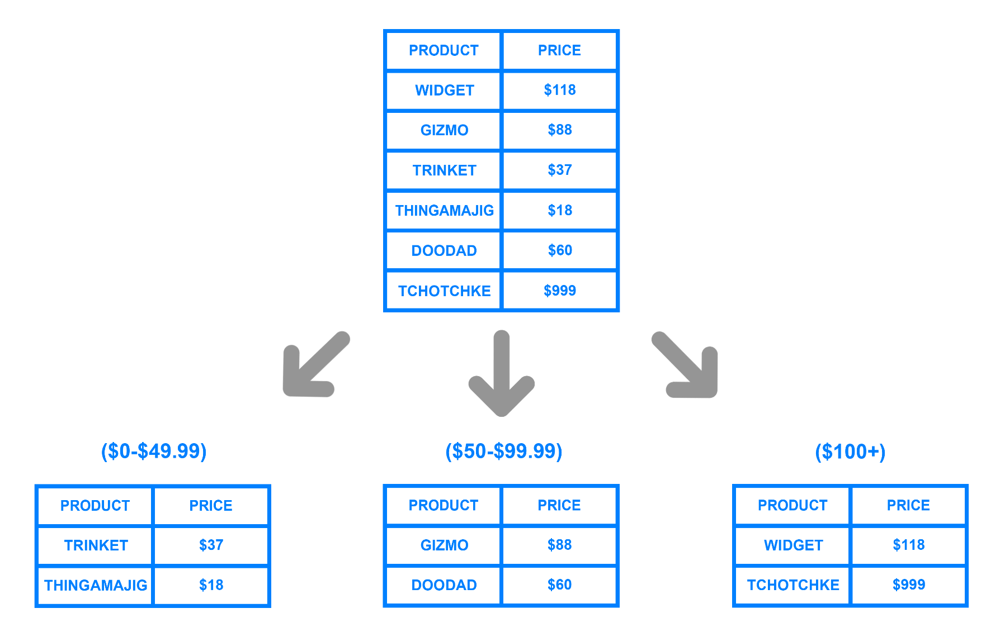 PRODUCT PRICE
WIDGET $118
GIZMO $88
TRINKET $37
THINGAMAJIG $18
DOODAD $60
TCHOTCHKE $999
($0-$49.99)
PRODUCT PRICE
TRINKET $37
THINGAMAJIG $18
($50-$99.99)
PRODUCT PRICE
GIZMO $88
DOODAD $60
($100+)
PRODUCT PRICE
WIDGET $118
TCHOTCHKE $999